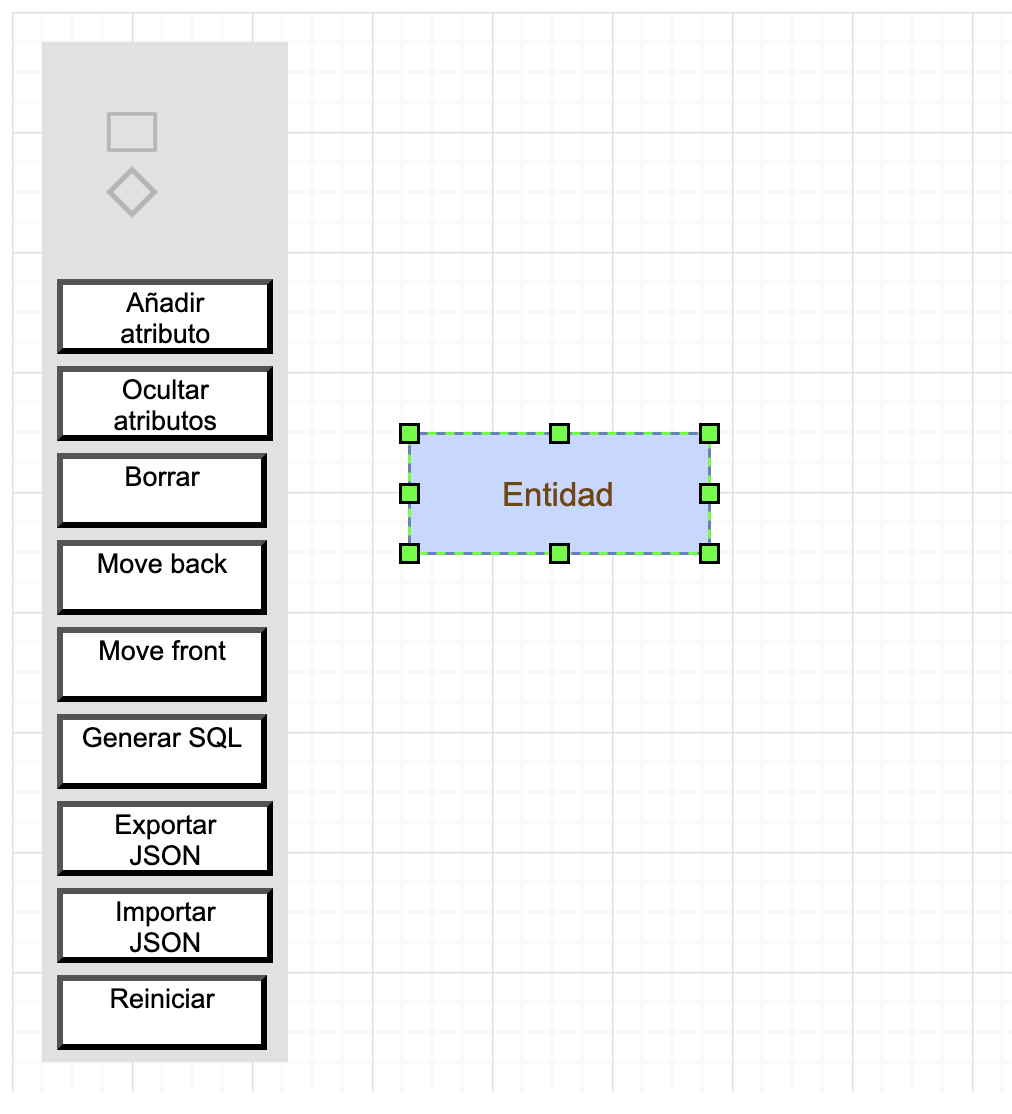 Añadir
atributo
Ocultar
atributos
Borrar
Move back
Move front
Generar SQL
Exportar
JSON
Importar
JSON
Reiniciar
Entidad